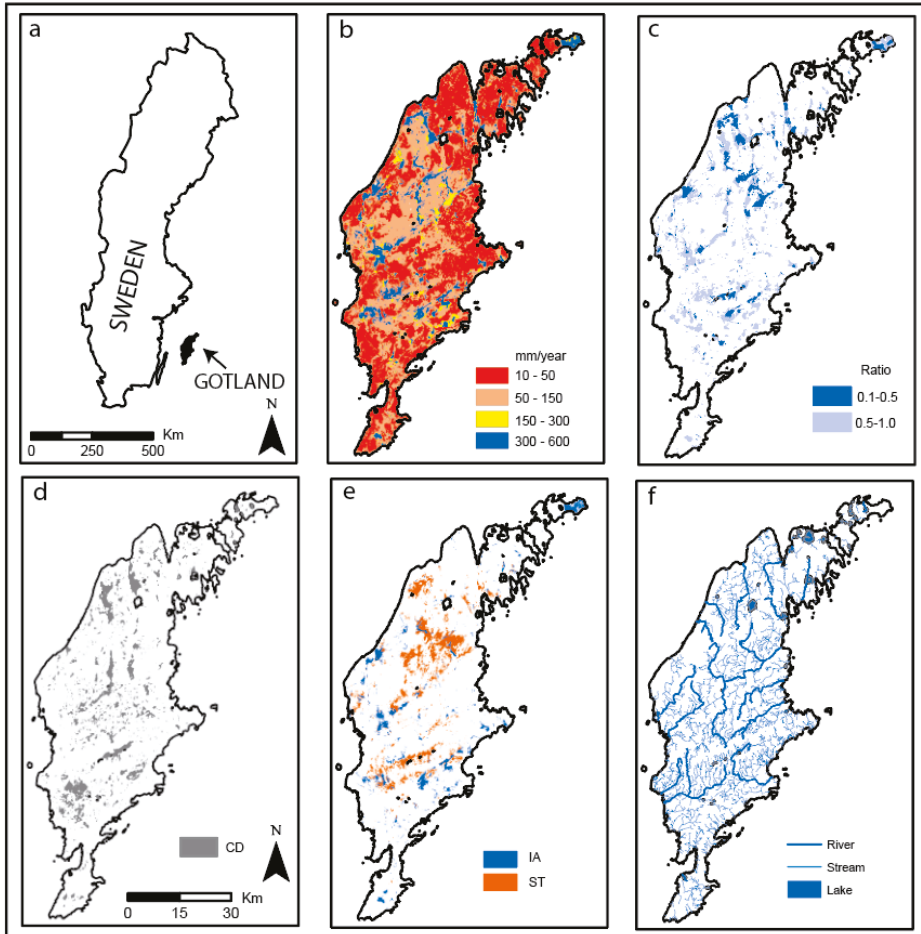 a
SWEDEN
GOTLAND
N
Km
0 250 500
b
mm/year
10 - 50
50 - 150
150 - 300
300 - 600
c
Ratio
0.1-0.5
0.5-1.0
d
CD
N
Km
0 15 30
e
IA
ST
f
River
Stream
Lake